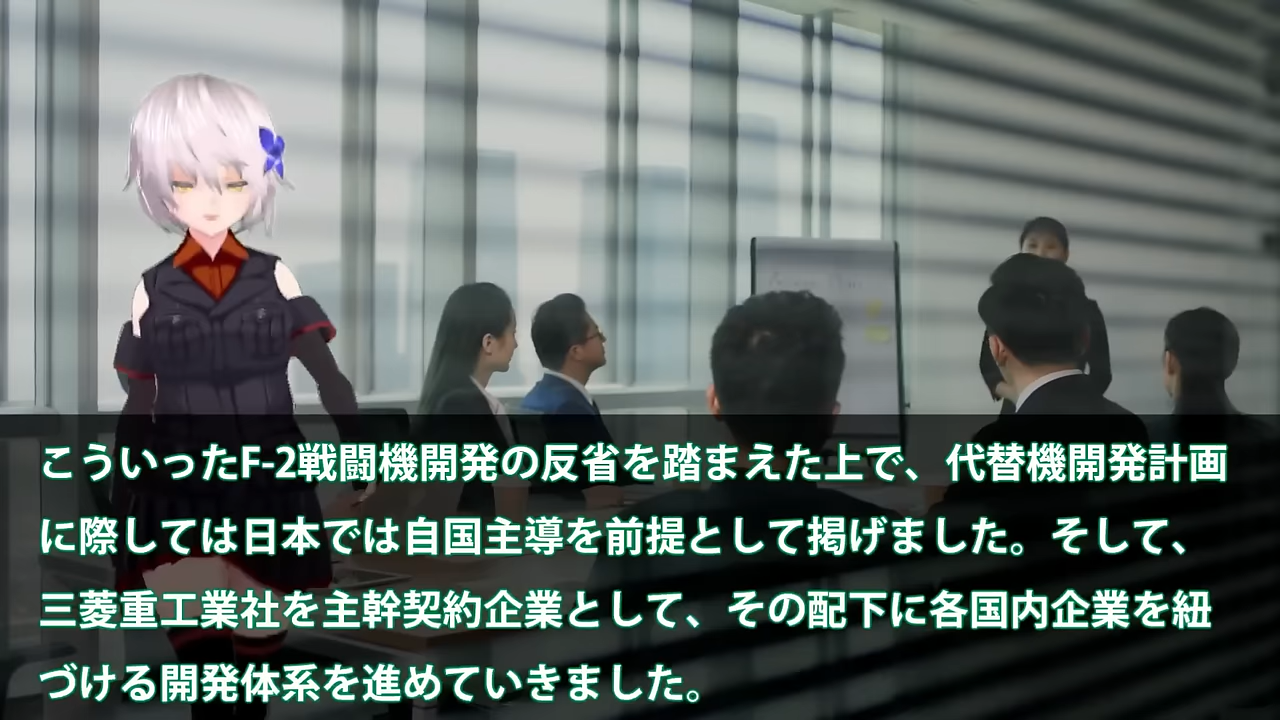 こういったF-2戦闘機開発の反省を踏まえた上で、代替機開発計画
に際しては日本では自国主導を前提として掲げました。そして、
三菱重工業社を主幹契約企業として、その配下に各国内企業を紐
づける開発体系を進めていきました。